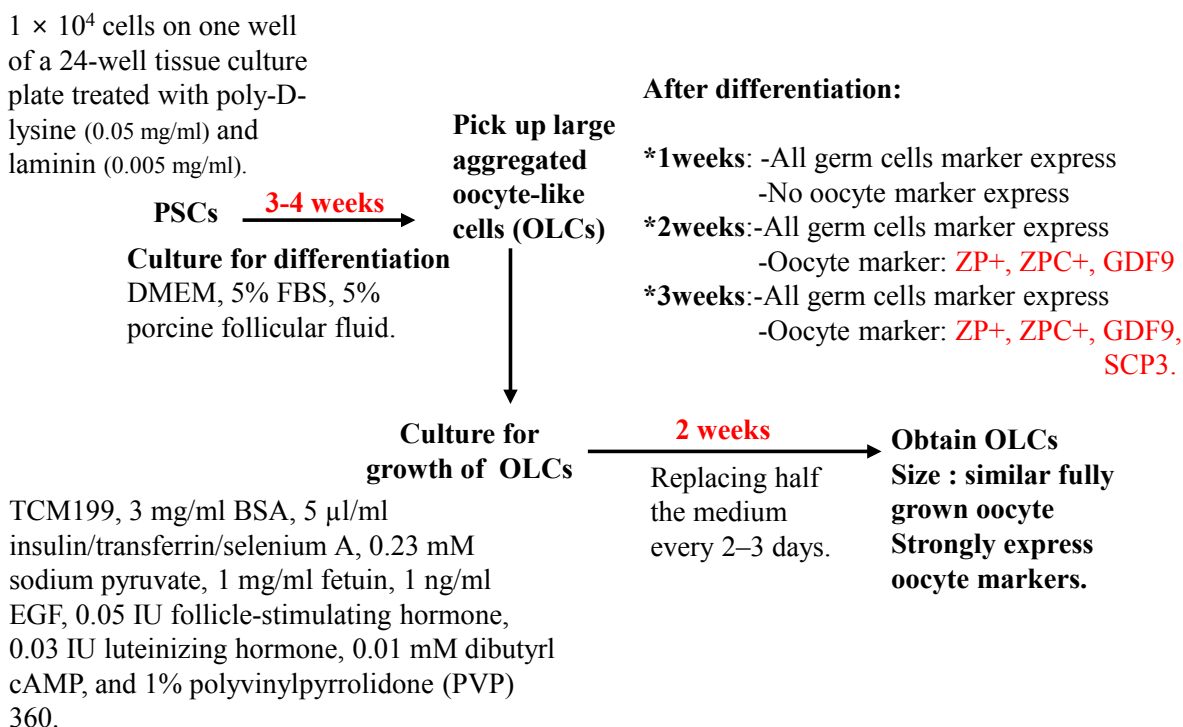 1 × 10⁴ cells on one well
of a 24-well tissue culture
plate treated with poly-D-
lysine (0.05 mg/ml) and
laminin (0.005 mg/ml).
PSCs
3-4 weeks
Culture for differentiation
DMEM, 5% FBS, 5%
porcine follicular fluid.
Pick up large
aggregated
oocyte-like
cells (OLCs)
After differentiation:
*1weeks: -All germ cells marker express
-No oocyte marker express
*2weeks:-All germ cells marker express
-Oocyte marker: ZP+, ZPC+, GDF9
*3weeks:-All germ cells marker express
-Oocyte marker: ZP+, ZPC+, GDF9,
SCP3.
Culture for
growth of OLCs
TCM199, 3 mg/ml BSA, 5 µl/ml
insulin/transferrin/selenium A, 0.23 mM
sodium pyruvate, 1 mg/ml fetuin, 1 ng/ml
EGF, 0.05 IU follicle-stimulating hormone,
0.03 IU luteinizing hormone, 0.01 mM dibutyrl
cAMP, and 1% polyvinylpyrrolidone (PVP)
360.
2 weeks
Replacing half
the medium
every 2–3 days.
Obtain OLCs
Size : similar fully
grown oocyte
Strongly express
oocyte markers.